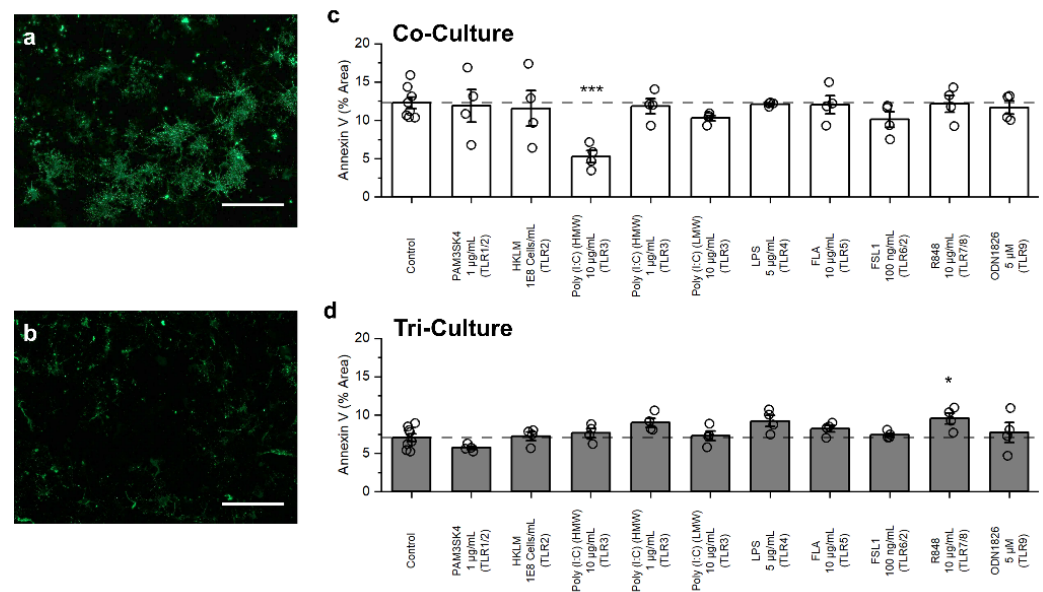 a
b
c
Co-Culture
20
15
10
5
0
Annexin V (% Area)
***
Control
PAM3SK4
1 µg/mL
(TLR1/2)
HKLM
1E8 Cells/mL
(TLR2)
Poly (I:C) (HMW)
10 µg/mL
(TLR3)
Poly (I:C) (HMW)
1 µg/mL
(TLR3)
Poly (I:C) (LMW)
10 µg/mL
(TLR3)
LPS
5 µg/mL
(TLR4)
FLA
10 µg/mL
(TLR5)
FSL1
100 ng/mL
(TLR6/2)
R848
10 µg/mL
(TLR7/8)
ODN1826
5 µM
(TLR9)
d
Tri-Culture
20
15
10
5
0
Annexin V (% Area)
*
Control
PAM3SK4
1 µg/mL
(TLR1/2)
HKLM
1E8 Cells/mL
(TLR2)
Poly (I:C) (HMW)
10 µg/mL
(TLR3)
Poly (I:C) (HMW)
1 µg/mL
(TLR3)
Poly (I:C) (LMW)
10 µg/mL
(TLR3)
LPS
5 µg/mL
(TLR4)
FLA
10 µg/mL
(TLR5)
FSL1
100 ng/mL
(TLR6/2)
R848
10 µg/mL
(TLR7/8)
ODN1826
5 µM
(TLR9)